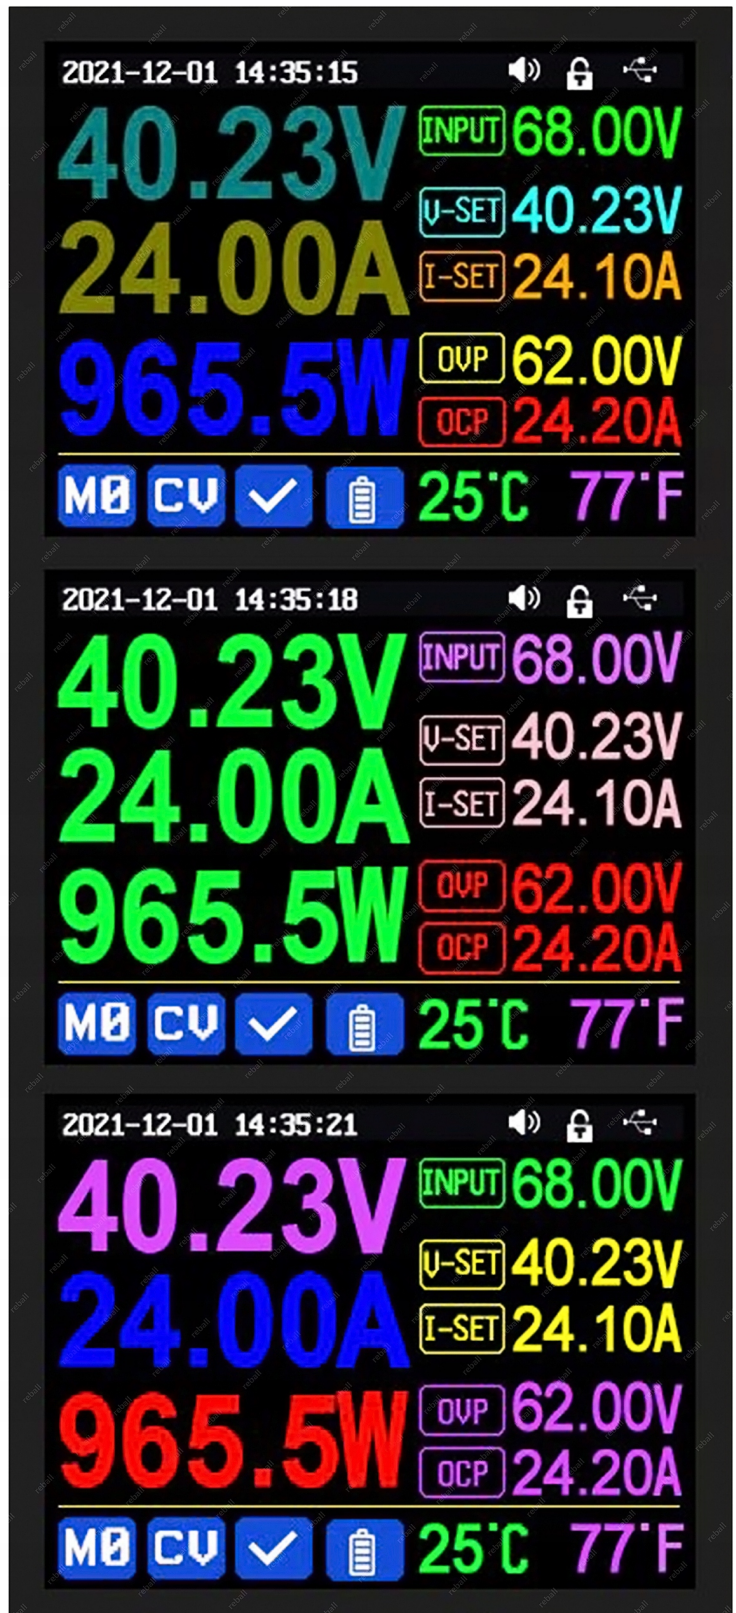 2021-12-01 14:35:15
40.23V
INPUT 68.00V
V-SET 40.23V
24.00A
I-SET 24.10A
965.5W
OVP 62.00V
OCP 24.20A
M0 CV 25°C 77°F
2021-12-01 14:35:18
40.23V
INPUT 68.00V
V-SET 40.23V
24.00A
I-SET 24.10A
965.5W
OVP 62.00V
OCP 24.20A
M0 CV 25°C 77°F
2021-12-01 14:35:21
40.23V
INPUT 68.00V
V-SET 40.23V
24.00A
I-SET 24.10A
965.5W
OVP 62.00V
OCP 24.20A
M0 CV 25°C 77°F